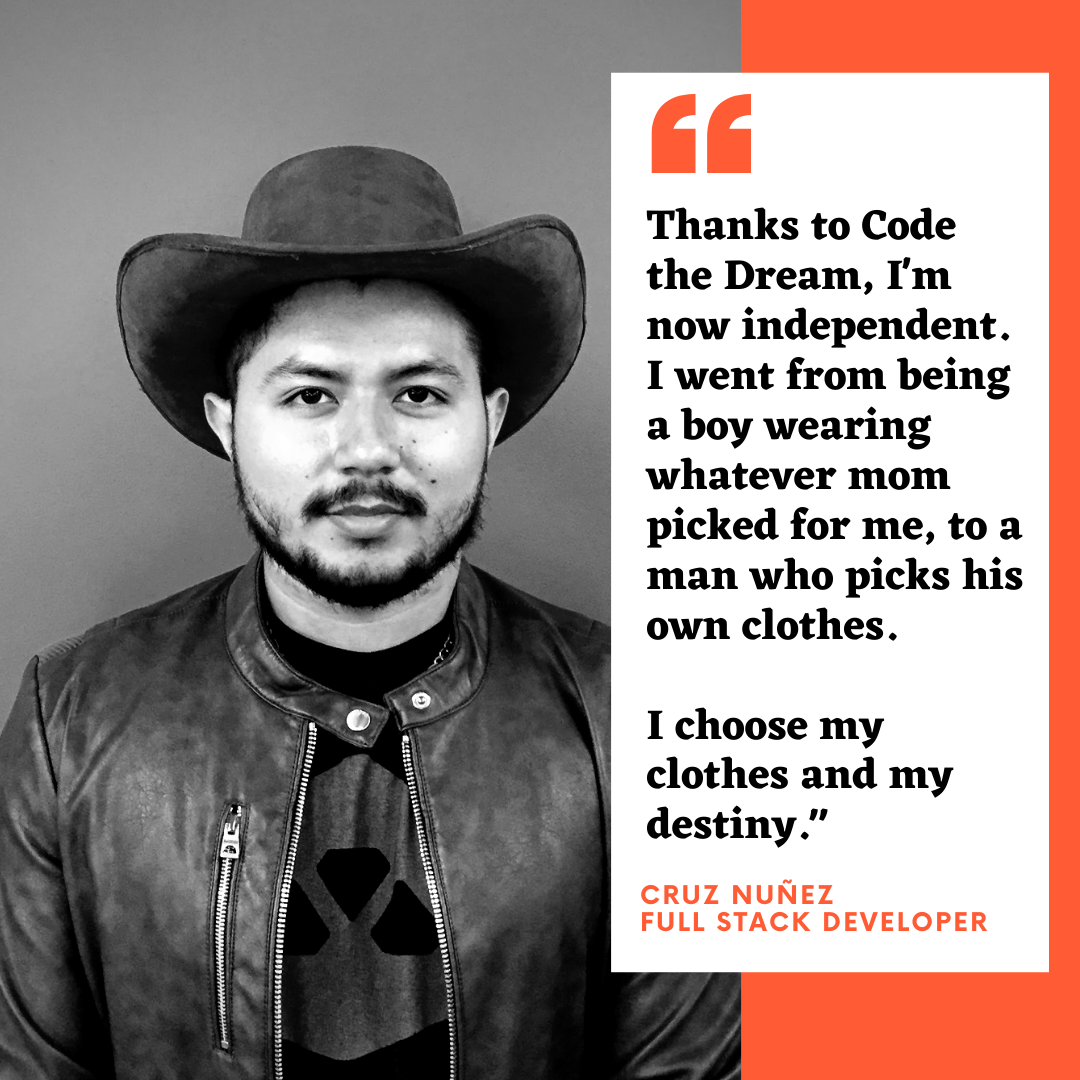 Thanks to Code
the Dream, I'm
now independent.
I went from being
a boy wearing
whatever mom
picked for me, to a
man who picks his
own clothes.
I choose my
clothes and my
destiny."
CRUZ NUÑEZ
FULL STACK DEVELOPER